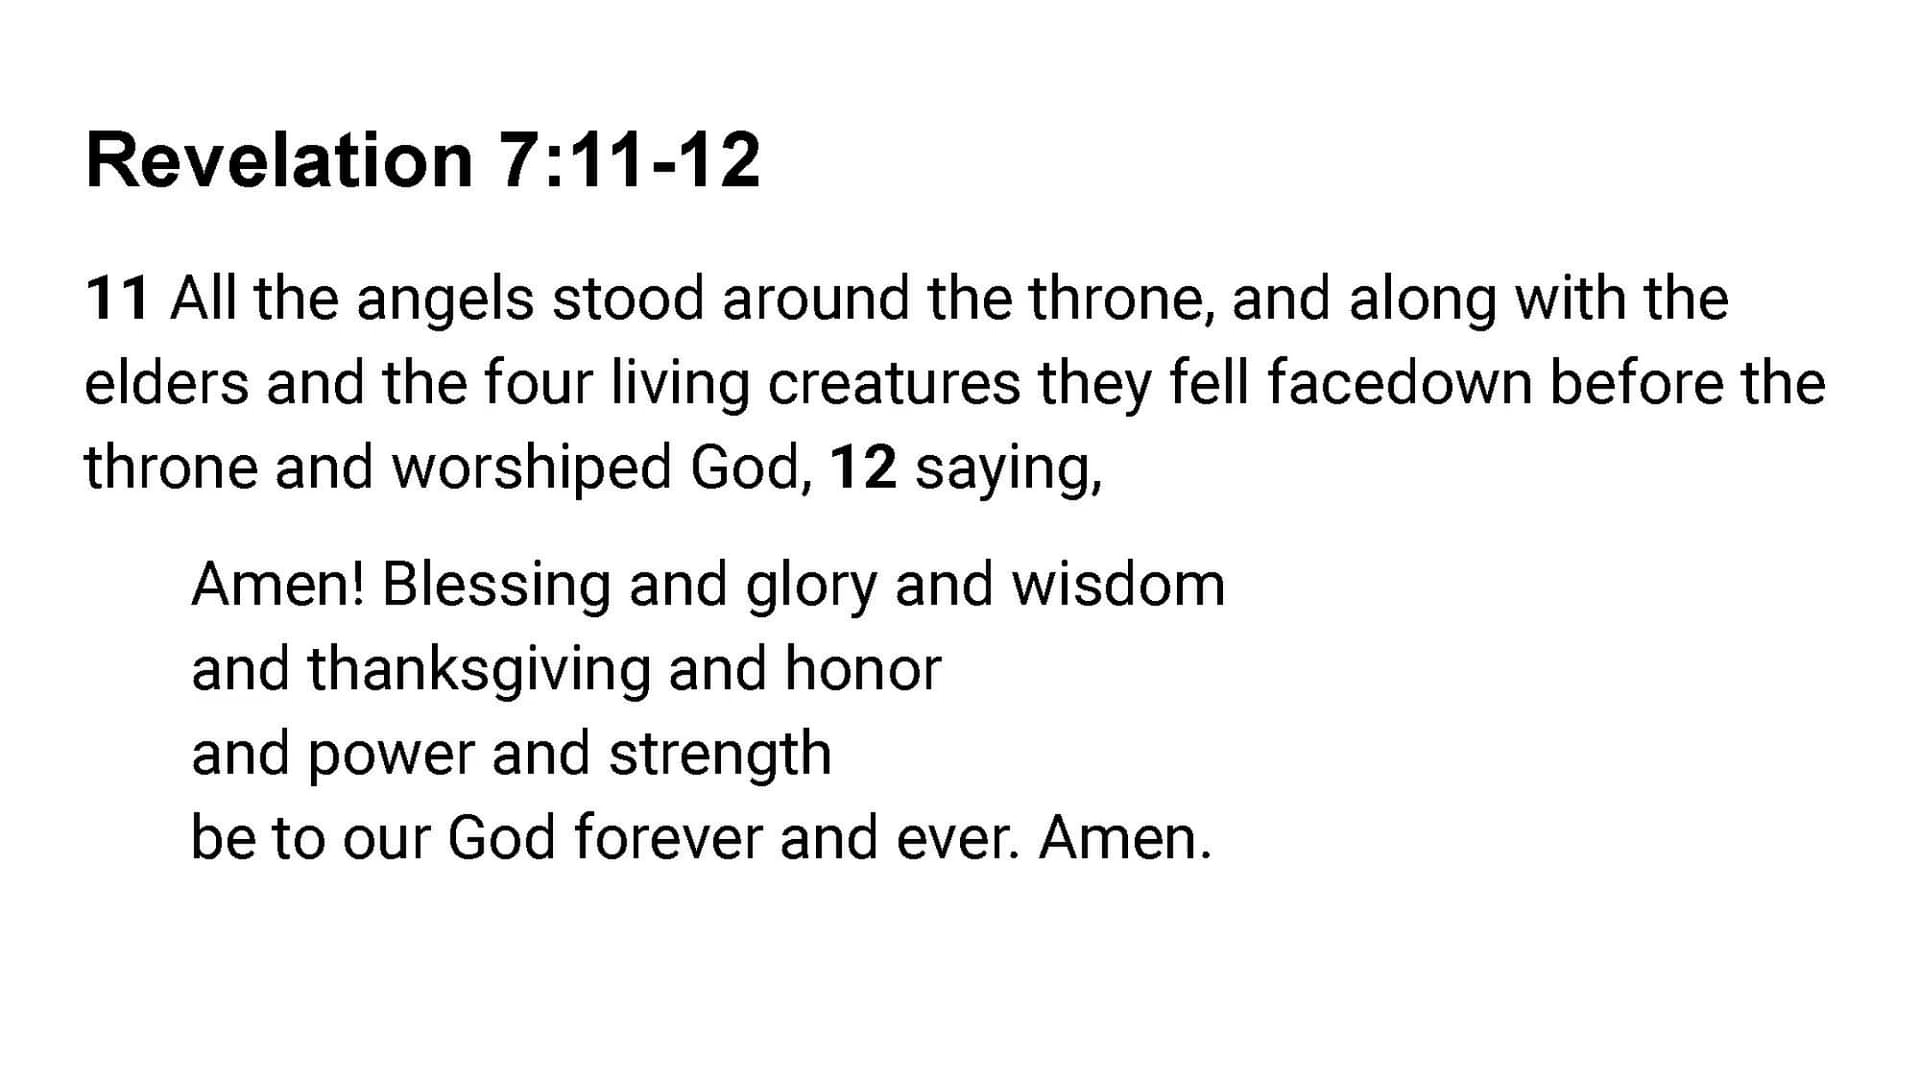 Revelation 7:11-12
11 All the angels stood around the throne, and along with the
elders and the four living creatures they fell facedown before the
throne and worshiped God, 12 saying,
Amen! Blessing and glory and wisdom
and thanksgiving and honor
and power and strength
be to our God forever and ever. Amen.